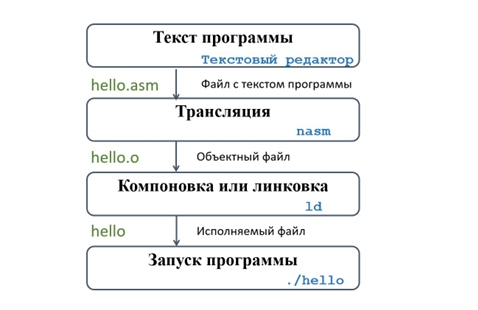 Текст программы
Текстовый редактор
hello.asm Файл с текстом программы
Трансляция
nasm
hello.o Объектный файл
Компоновка или линковка
ld
hello Исполняемый файл
Запуск программы
./hello